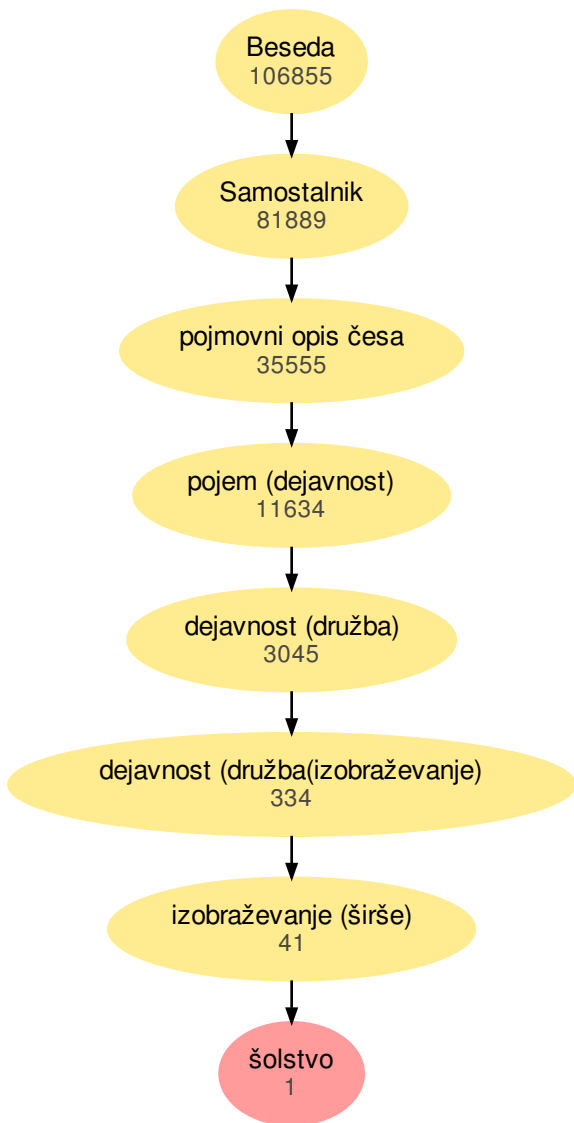 Beseda
106855
Samostalnik
81889
pojmovni opis česa
35555
pojem (dejavnost)
11634
dejavnost (družba)
3045
dejavnost (družba(izobraževanje)
334
izobraževanje (širše)
41
šolstvo
1